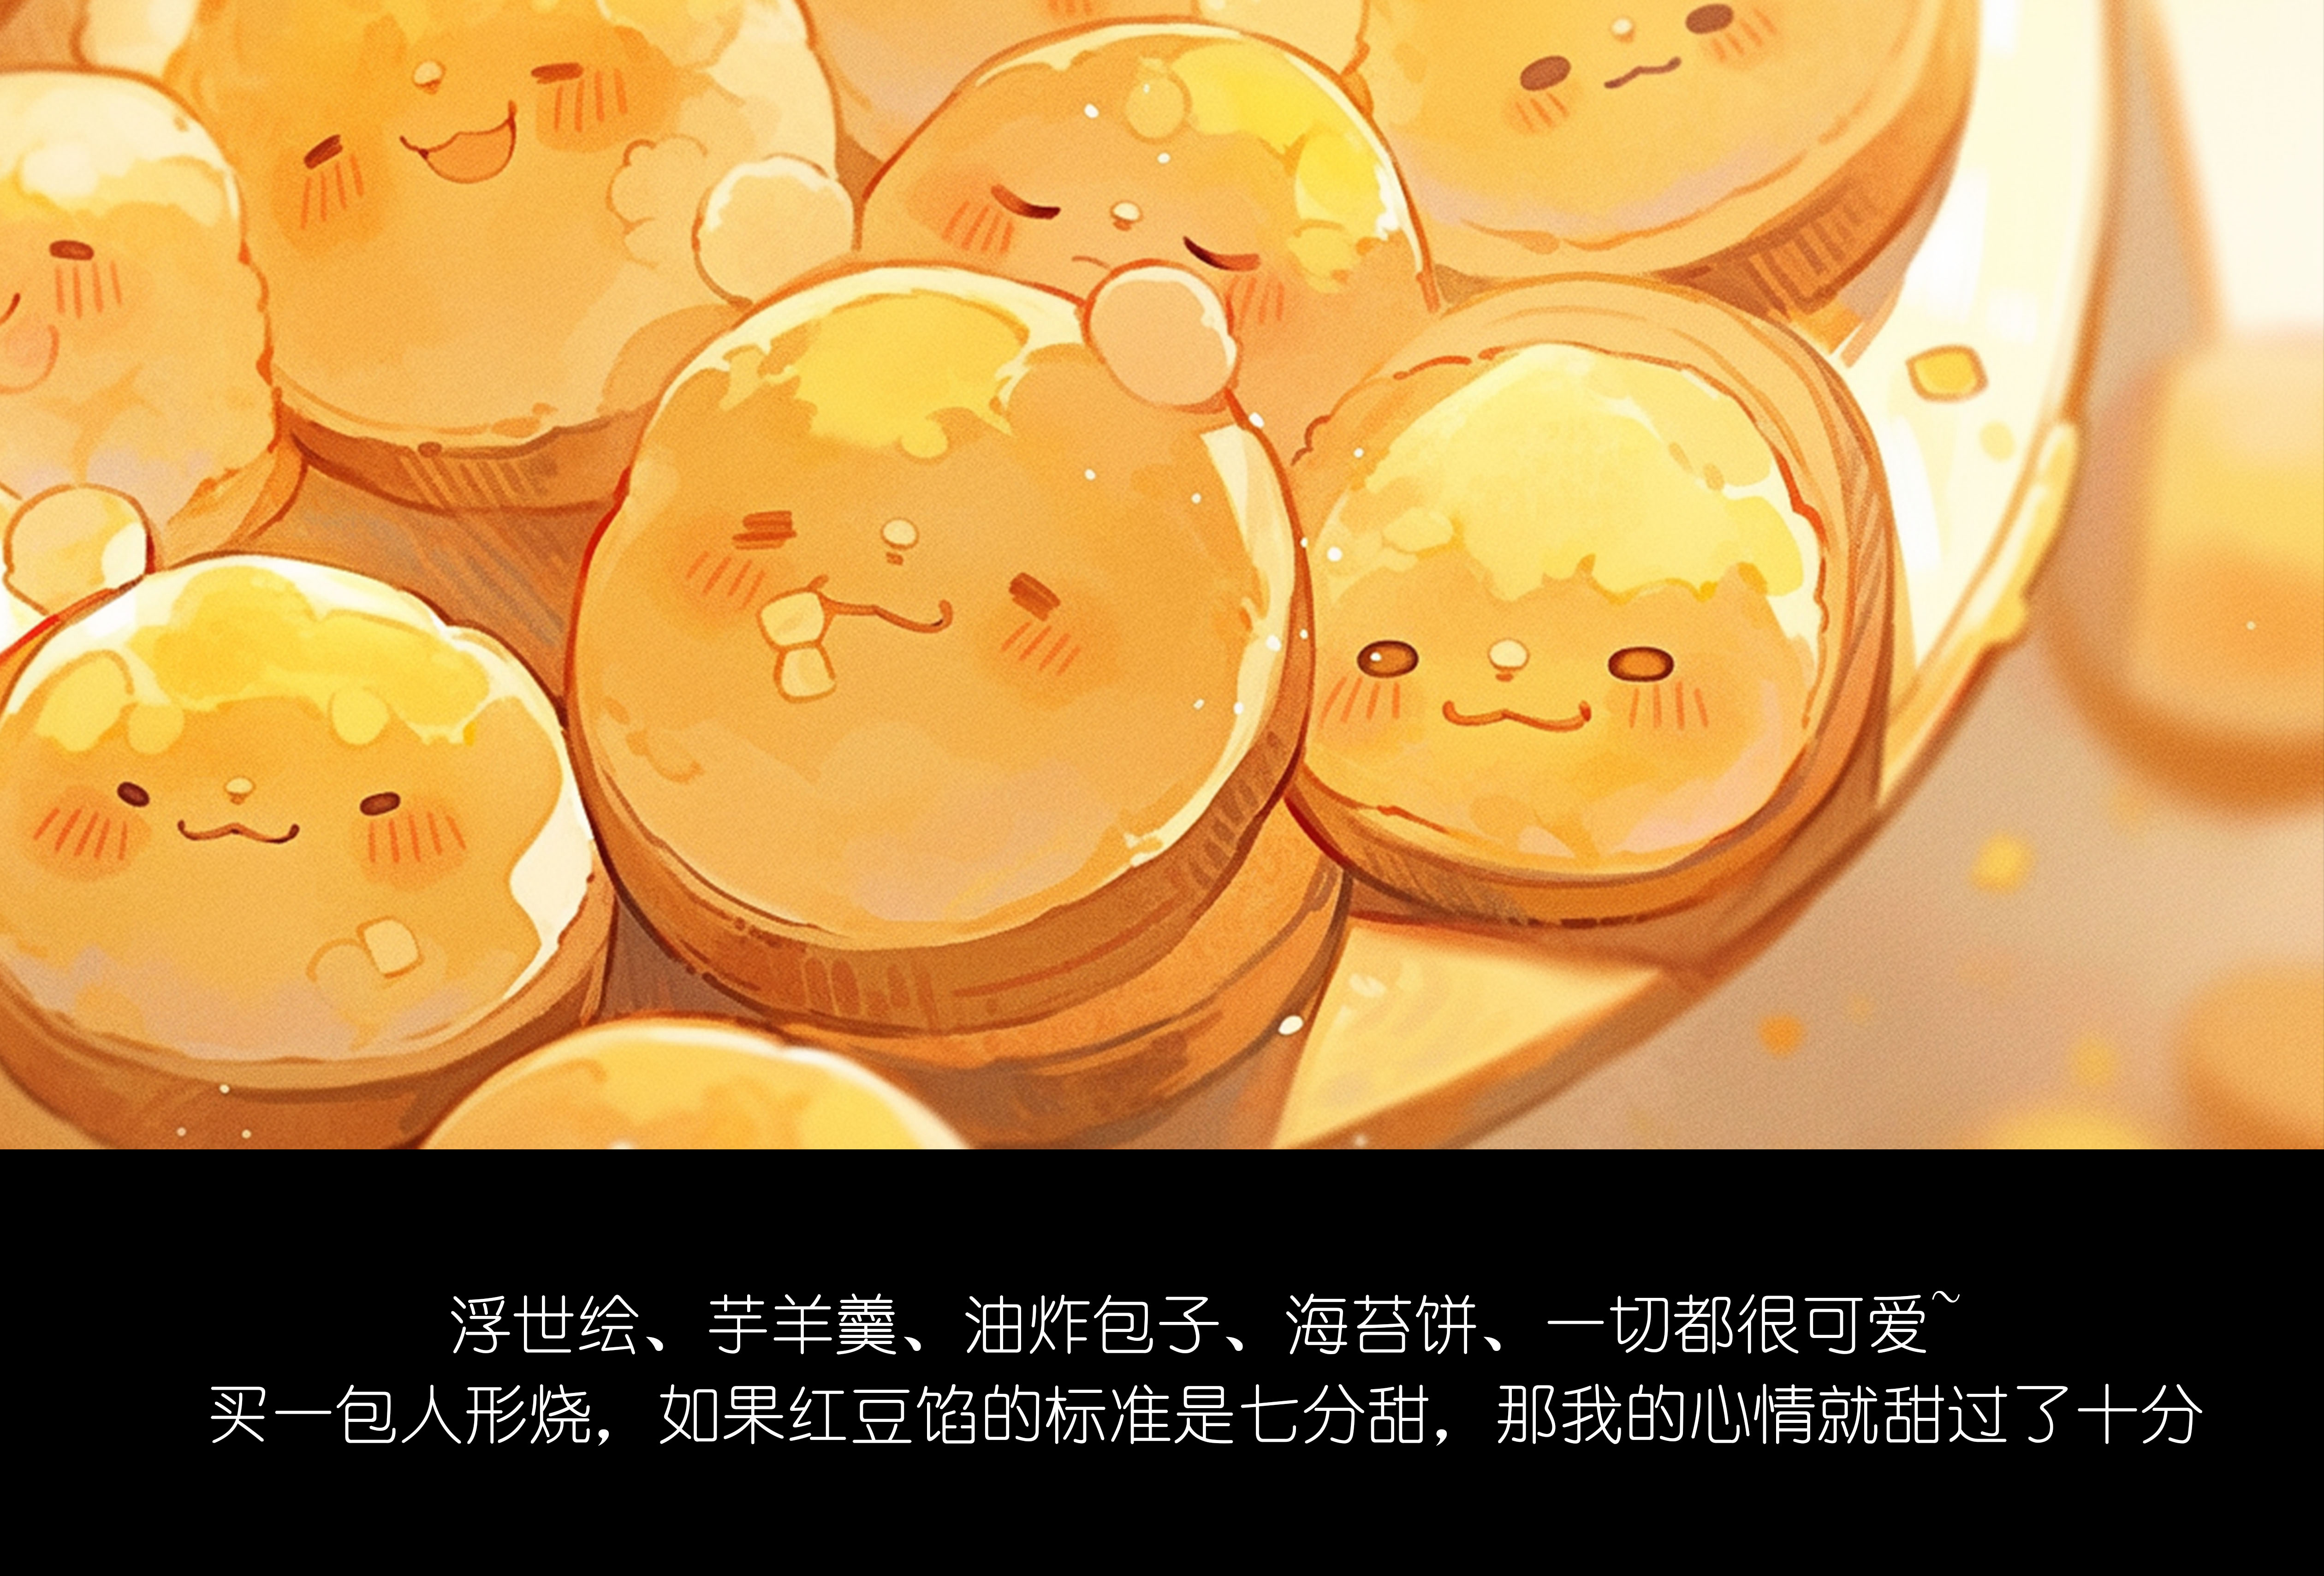 浮世绘、芋羊羹、油炸包子、海苔饼、一切都很可爱~
买一包人形烧，如果红豆馅的标准是七分甜，那我的心情就甜过了十分